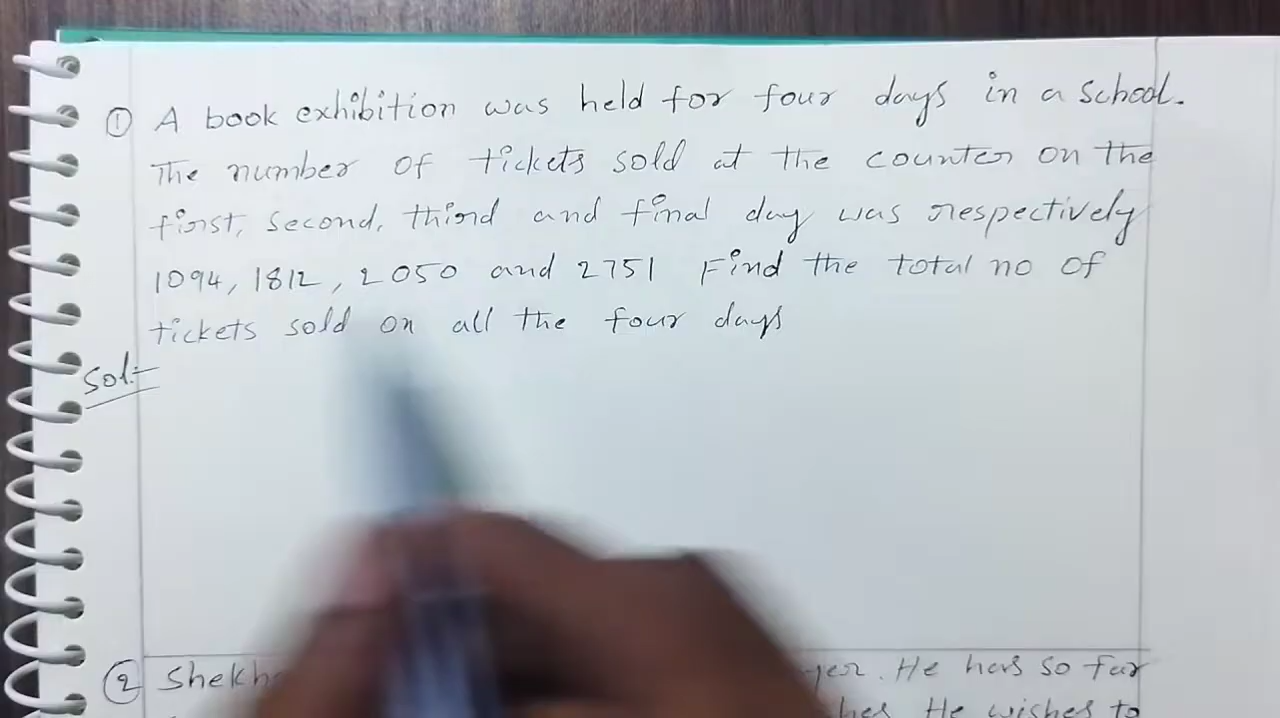 ① A book exhibition was held for four days in a school.
The number of tickets sold at the counter on the
first, second, third and final day was respectively
1094, 1812, 2050 and 2751 Find the total no of
tickets sold on all the four days
Sol:-
② He has so far
He wishes to